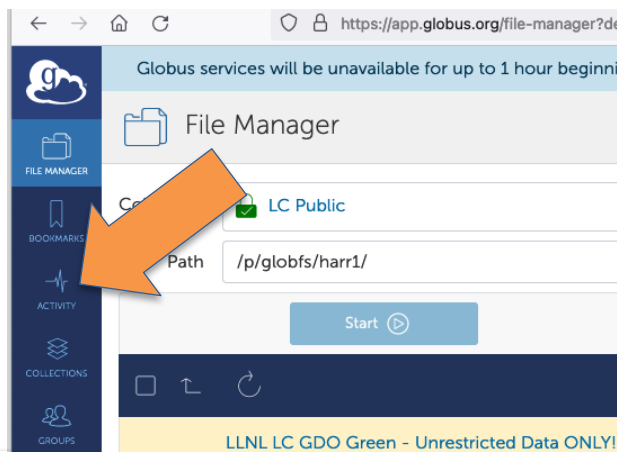 https://app.globus.org/file-manager?de
Globus services will be unavailable for up to 1 hour beginni
g
File Manager
FILE MANAGER
LC Public
BOOKMARKS
Path
/p/globfs/harr1/
ACTIVITY
Start
COLLECTIONS
GROUPS
LLNL LC GDO Green - Unrestricted Data ONLY!